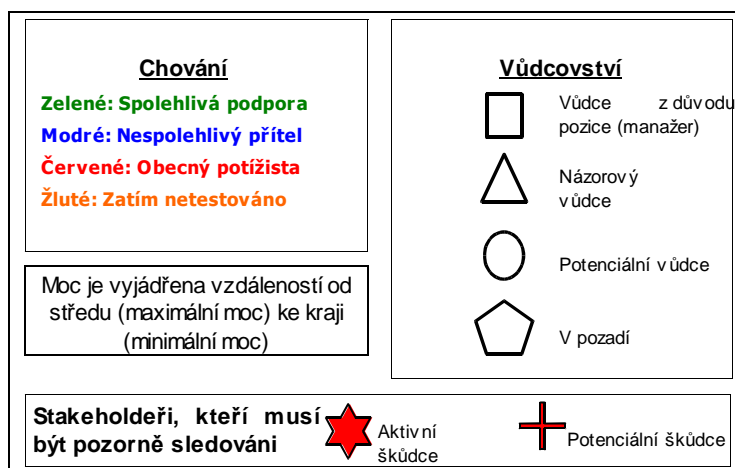 Chování
Zelené: Spolehlivá podpora
Modré: Nespolehlivý přítel
Červené: Obecný potížista
Žluté: Zatím netestováno
Moc je vyjádřena vzdáleností od
středu (maximální moc) ke kraji
(minimální moc)
Vůdcovství
Vůdce z důvodu
pozice (manažer)
Názorový
vůdce
Potenciální vůdce
V pozadí
Stakeholdeři, kteří musí
být pozorně sledováni
Aktivní
škůdce
Potenciální škůdce